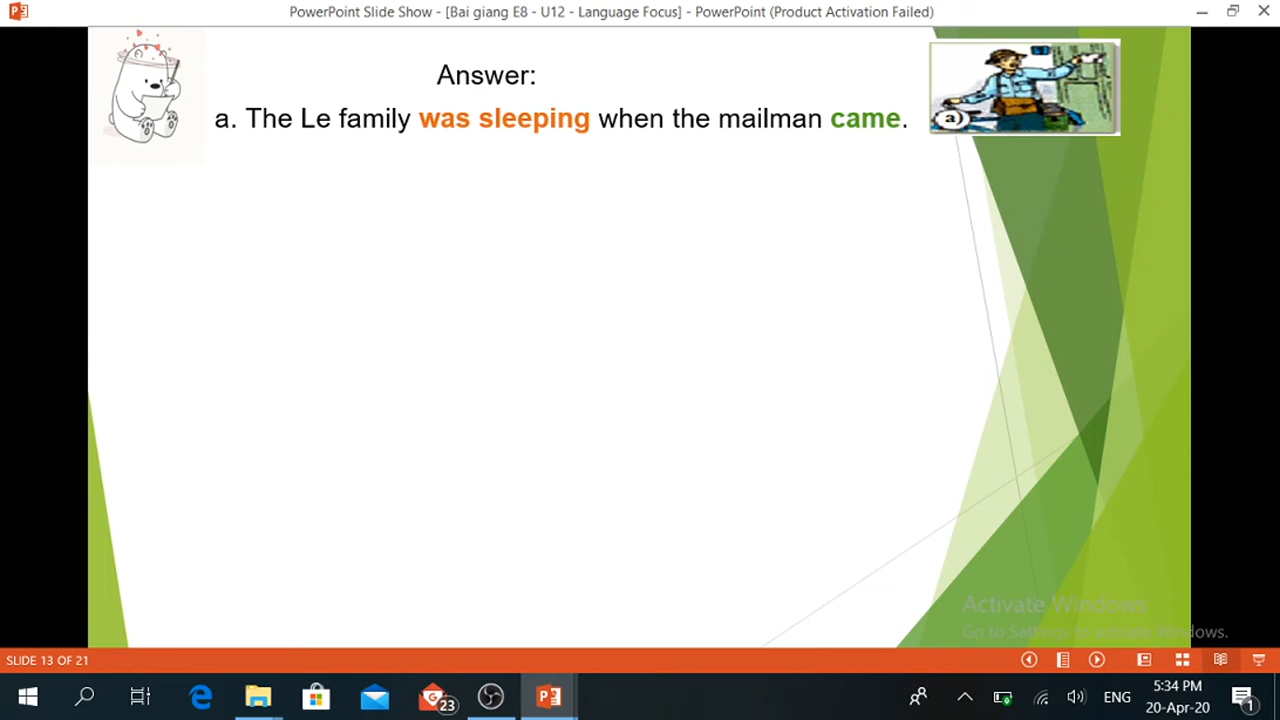 PowerPoint Slide Show - [Bai giang E8 - U12 - Language Focus] - PowerPoint (Product Activation Failed)
Answer:
a. The Le family was sleeping when the mailman came.
a)
Activate Windows
Go to Settings to activate Windows.
SLIDE 13 OF 21
23
ENG
5:34 PM
20-Apr-20
1